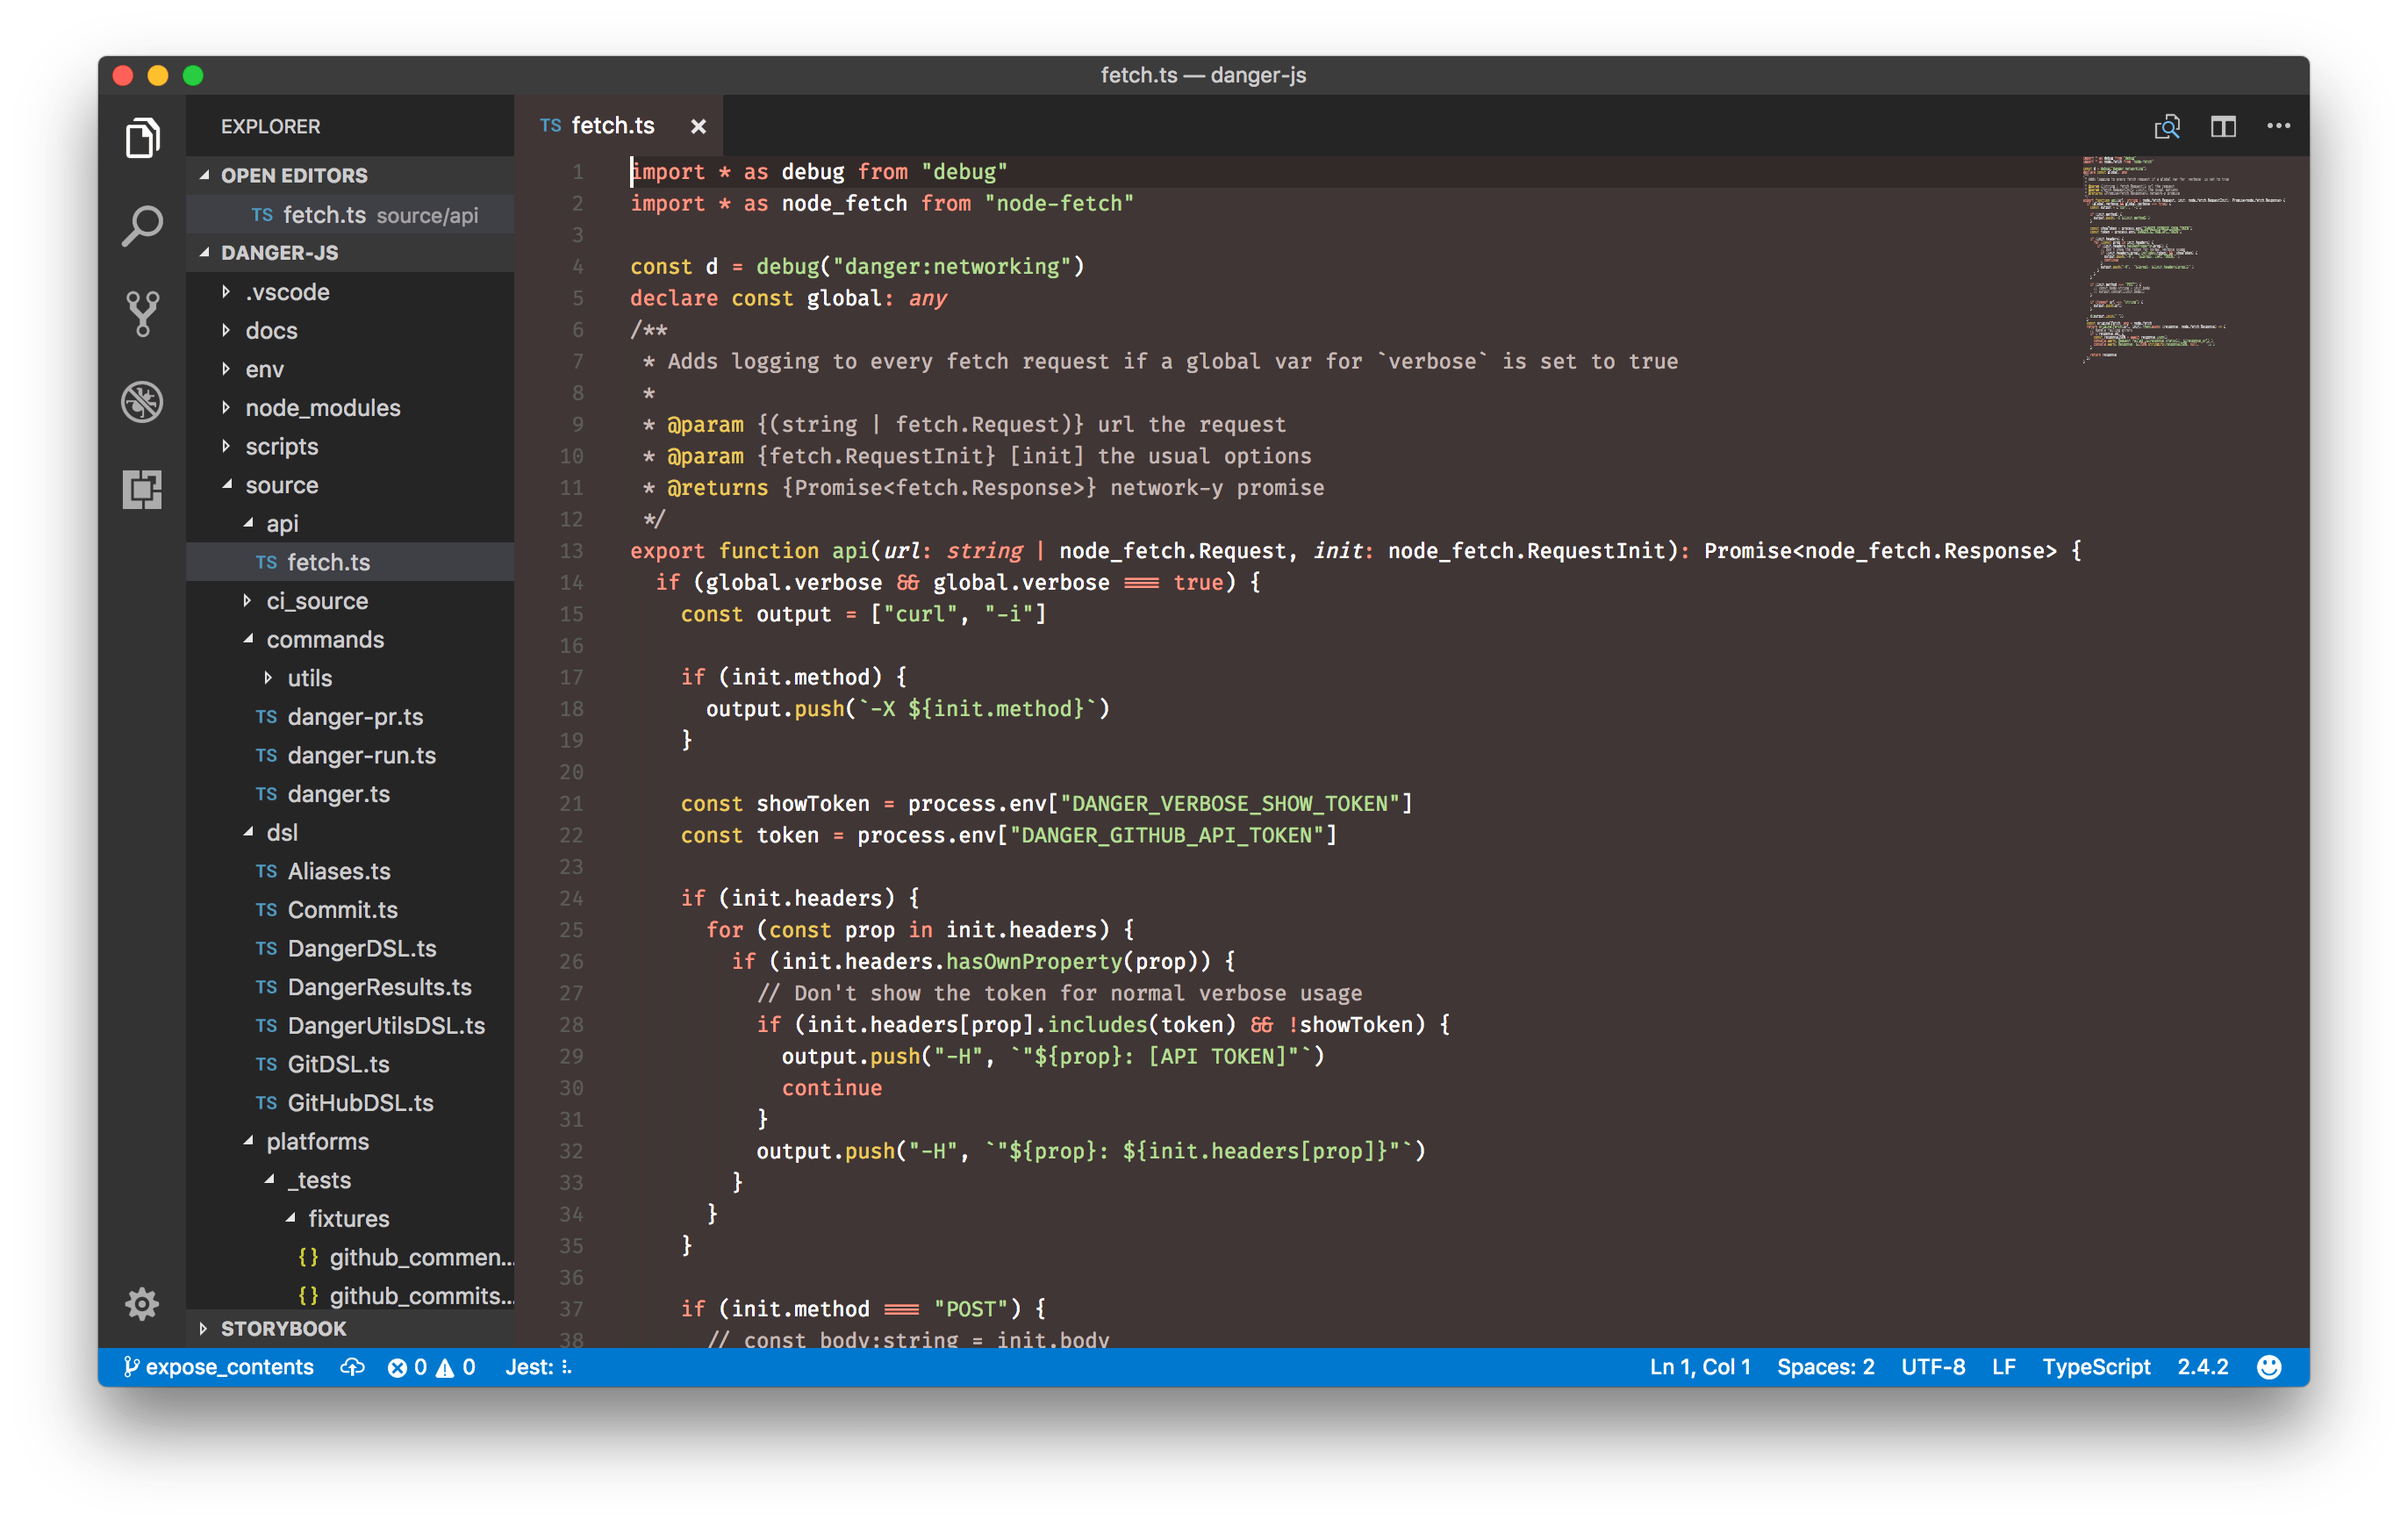 fetch.ts — danger-js
EXPLORER
OPEN EDITORS
TS fetch.ts source/api
DANGER-JS
.vscode
docs
env
node_modules
scripts
source
api
TS fetch.ts
ci_source
commands
utils
TS danger-pr.ts
TS danger-run.ts
TS danger.ts
dsl
TS Aliases.ts
TS Commit.ts
TS DangerDSL.ts
TS DangerResults.ts
TS DangerUtilsDSL.ts
TS GitDSL.ts
TS GitHubDSL.ts
platforms
_tests
fixtures
{} github_commen...
{} github_commits...
STORYBOOK
TS fetch.ts
1 import * as debug from "debug"
2 import * as node_fetch from "node-fetch"
3
4 const d = debug("danger:networking")
5 declare const global: any
6 /**
7  * Adds logging to every fetch request if a global var for `verbose` is set to true
8  *
9  * @param {(string | fetch.Request)} url the request
10  * @param {fetch.RequestInit} [init] the usual options
11  * @returns {Promise<fetch.Response>} network-y promise
12  */
13 export function api(url: string | node_fetch.Request, init: node_fetch.RequestInit): Promise<node_fetch.Response> {
14   if (global.verbose && global.verbose === true) {
15     const output = ["curl", "-i"]
16
17     if (init.method) {
18       output.push(`-X ${init.method}`)
19     }
20
21     const showToken = process.env["DANGER_VERBOSE_SHOW_TOKEN"]
22     const token = process.env["DANGER_GITHUB_API_TOKEN"]
23
24     if (init.headers) {
25       for (const prop in init.headers) {
26         if (init.headers.hasOwnProperty(prop)) {
27           // Don't show the token for normal verbose usage
28           if (init.headers[prop].includes(token) && !showToken) {
29             output.push("-H", `"${prop}: [API TOKEN]"`)
30             continue
31           }
32           output.push("-H", `"${prop}: ${init.headers[prop]}"`)
33         }
34       }
35     }
36
37     if (init.method === "POST") {
38       // const body:string = init.body
expose_contents 0 0 Jest: Ln 1, Col 1 Spaces: 2 UTF-8 LF TypeScript 2.4.2